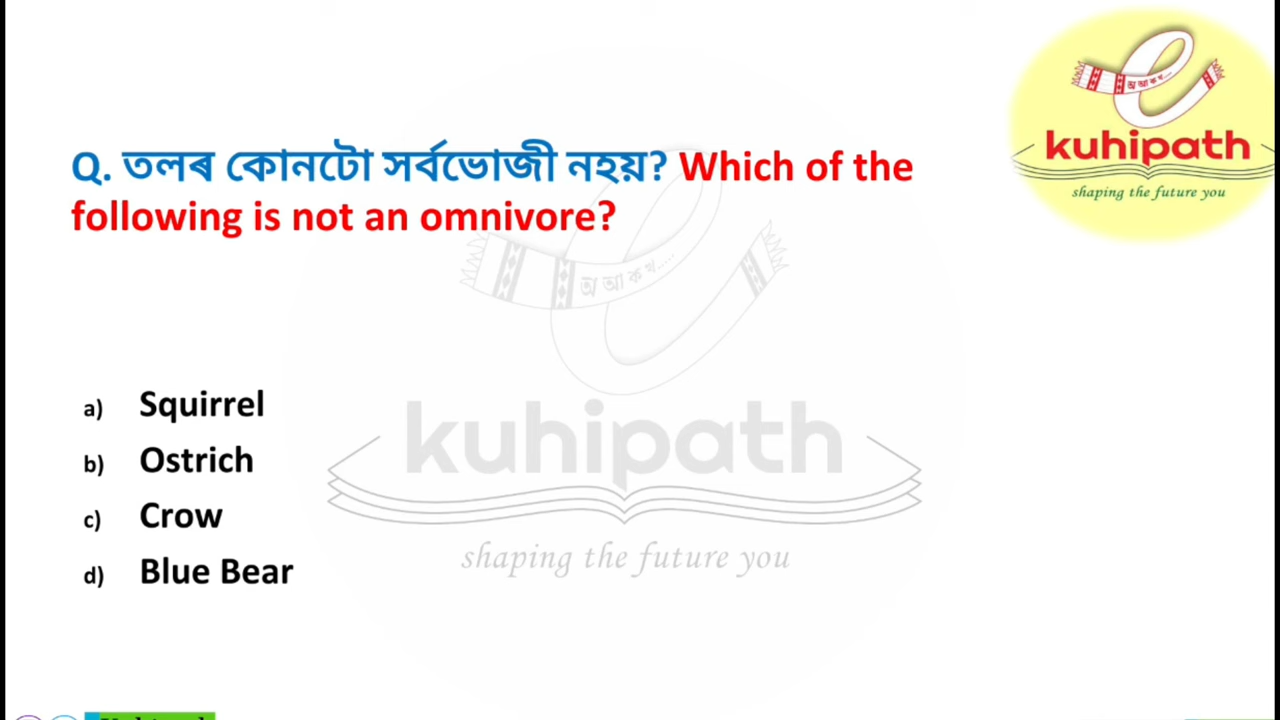 Q. তলৰ কোনটো সৰ্বভোজী নহয়? Which of the
following is not an omnivore?
a) Squirrel
b) Ostrich
c) Crow
d) Blue Bear
অ আ ক খ....
kuhipath
shaping the future you
অ আ ক খ.....
kuhipath
shaping the future you